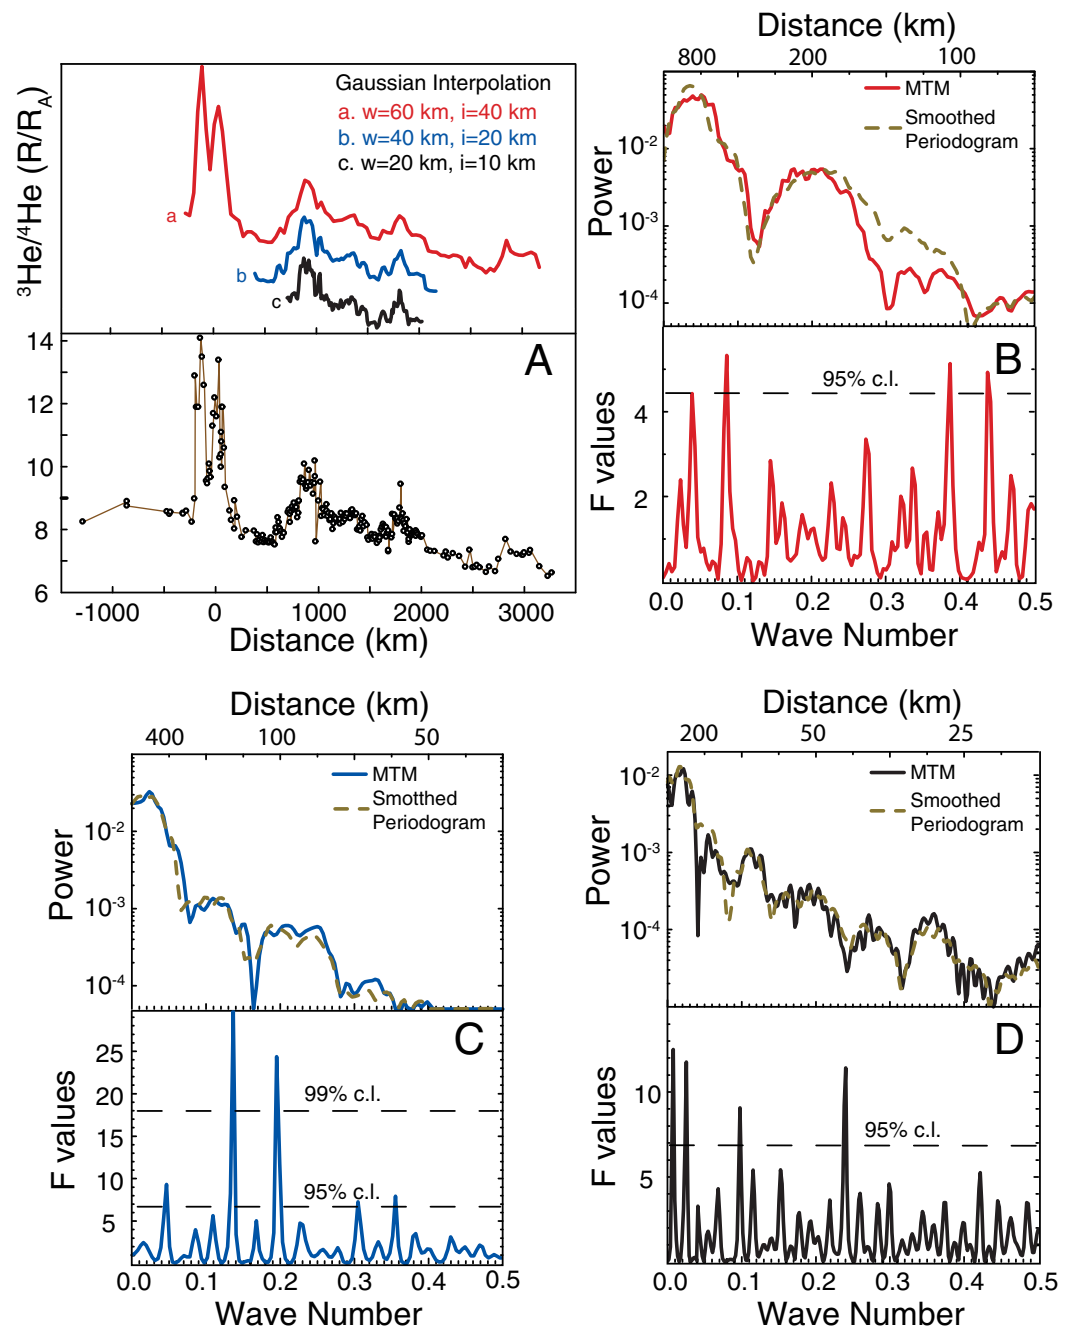 ³He/⁴He (R/R_A)
Gaussian Interpolation
a. w=60 km, i=40 km
b. w=40 km, i=20 km
c. w=20 km, i=10 km
a
b
c
A
14
12
10
8
6
-1000 0 1000 2000 3000
Distance (km)
Distance (km)
800 200 100
MTM
Smoothed
Periodogram
Power
10⁻²
10⁻³
10⁻⁴
B
95% c.l.
F values
4
2
0.0 0.1 0.2 0.3 0.4 0.5
Wave Number
Distance (km)
400 100 50
MTM
Smotthed
Periodogram
Power
10⁻²
10⁻³
10⁻⁴
C
99% c.l.
95% c.l.
F values
25
20
15
10
5
0.0 0.1 0.2 0.3 0.4 0.5
Wave Number
Distance (km)
200 50 25
MTM
Smoothed
Periodogram
Power
10⁻²
10⁻³
10⁻⁴
D
95% c.l.
F values
10
5
0.0 0.1 0.2 0.3 0.4 0.5
Wave Number